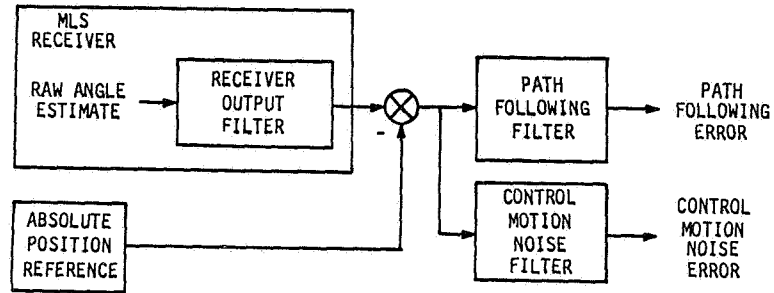 MLS
RECEIVER
RAW ANGLE
ESTIMATE
RECEIVER
OUTPUT
FILTER
-
PATH
FOLLOWING
FILTER
PATH
FOLLOWING
ERROR
ABSOLUTE
POSITION
REFERENCE
CONTROL
MOTION
NOISE
FILTER
CONTROL
MOTION
NOISE
ERROR